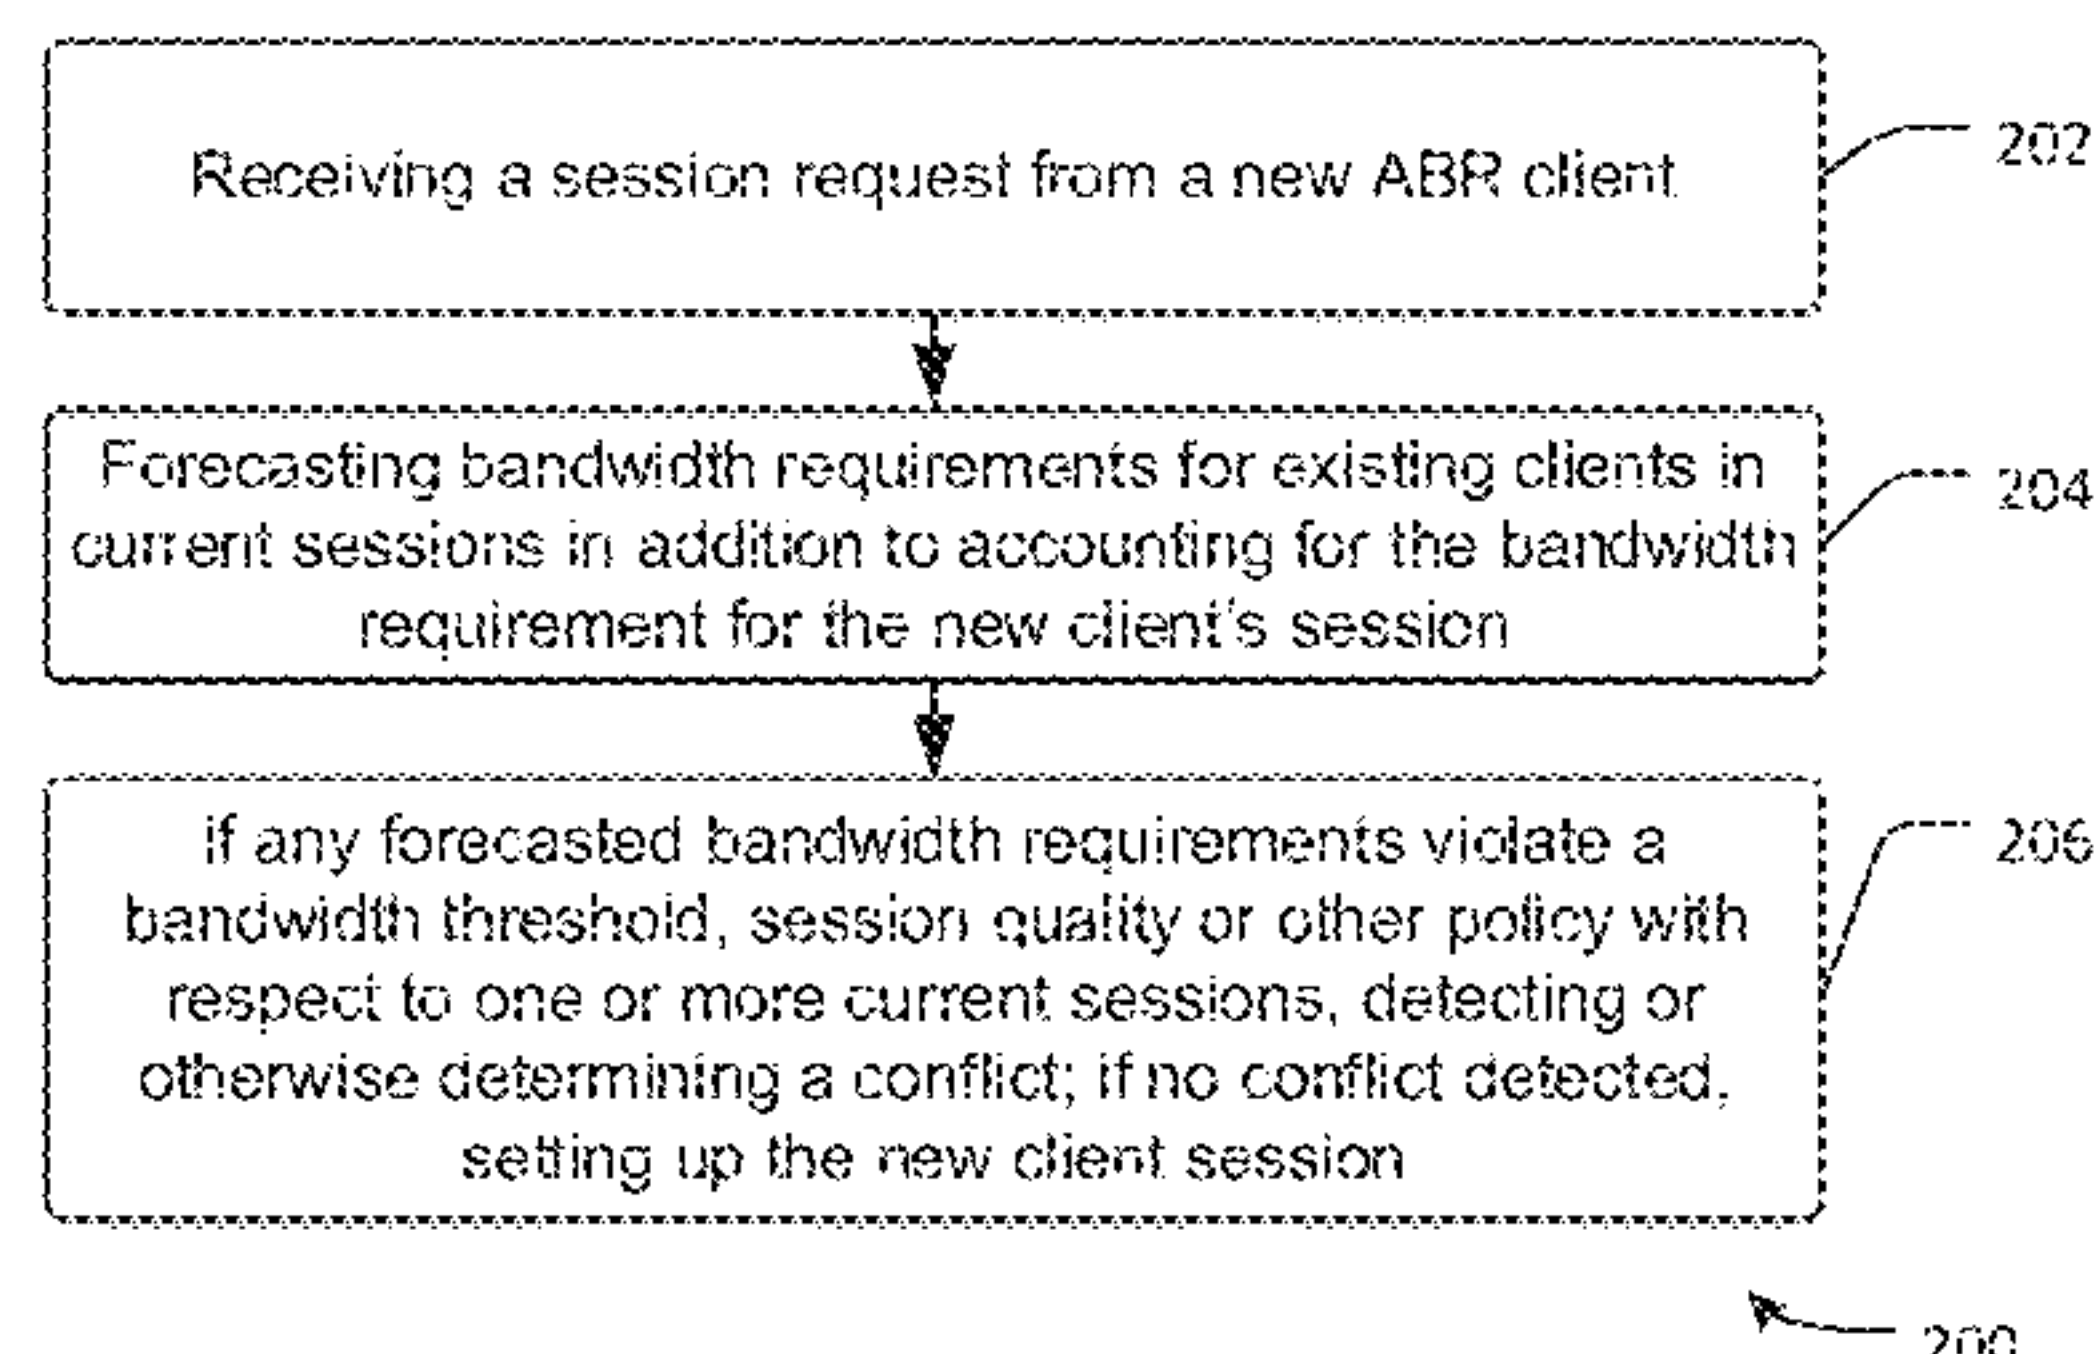 Receiving a session request from a new ABR client
202
Forecasting bandwidth requirements for existing clients in
current sessions in addition to accounting for the bandwidth
requirement for the new client's session
204
if any forecasted bandwidth requirements violate a
bandwidth threshold, session quality or other policy with
respect to one or more current sessions, detecting or
otherwise determining a conflict; if no conflict detected,
setting up the new client session
206
200